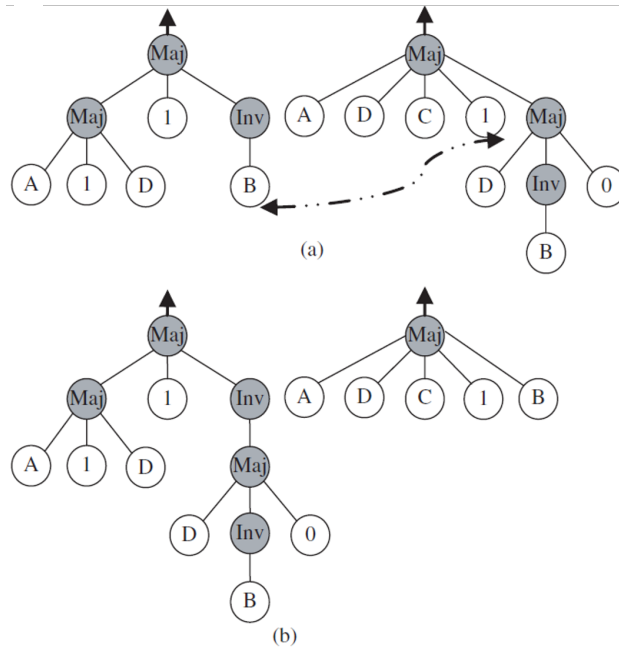 Maj Maj
Maj 1 Inv A D C 1 Maj
A 1 D B D Inv 0
B
(a)
Maj Maj
Maj 1 Inv A D C 1 B
A 1 D Maj
D Inv 0
B
(b)